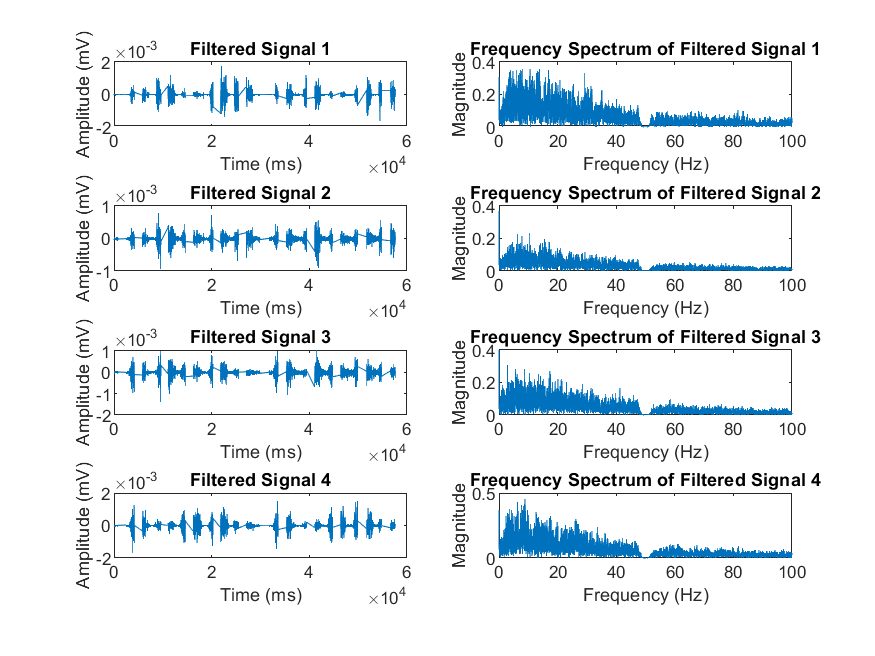 Filtered Signal 1
×10-3
Amplitude (mV)
2
0
-2
0 2 4 6
Time (ms)
×104
Frequency Spectrum of Filtered Signal 1
Magnitude
0.4
0.2
0
0 20 40 60 80 100
Frequency (Hz)
Filtered Signal 2
×10-3
Amplitude (mV)
1
0
-1
0 2 4 6
Time (ms)
×104
Frequency Spectrum of Filtered Signal 2
Magnitude
0.4
0.2
0
0 20 40 60 80 100
Frequency (Hz)
Filtered Signal 3
×10-3
Amplitude (mV)
1
0
-1
-2
0 2 4 6
Time (ms)
×104
Frequency Spectrum of Filtered Signal 3
Magnitude
0.4
0.2
0
0 20 40 60 80 100
Frequency (Hz)
Filtered Signal 4
×10-3
Amplitude (mV)
2
0
-2
0 2 4 6
Time (ms)
×104
Frequency Spectrum of Filtered Signal 4
Magnitude
0.5
0
0 20 40 60 80 100
Frequency (Hz)